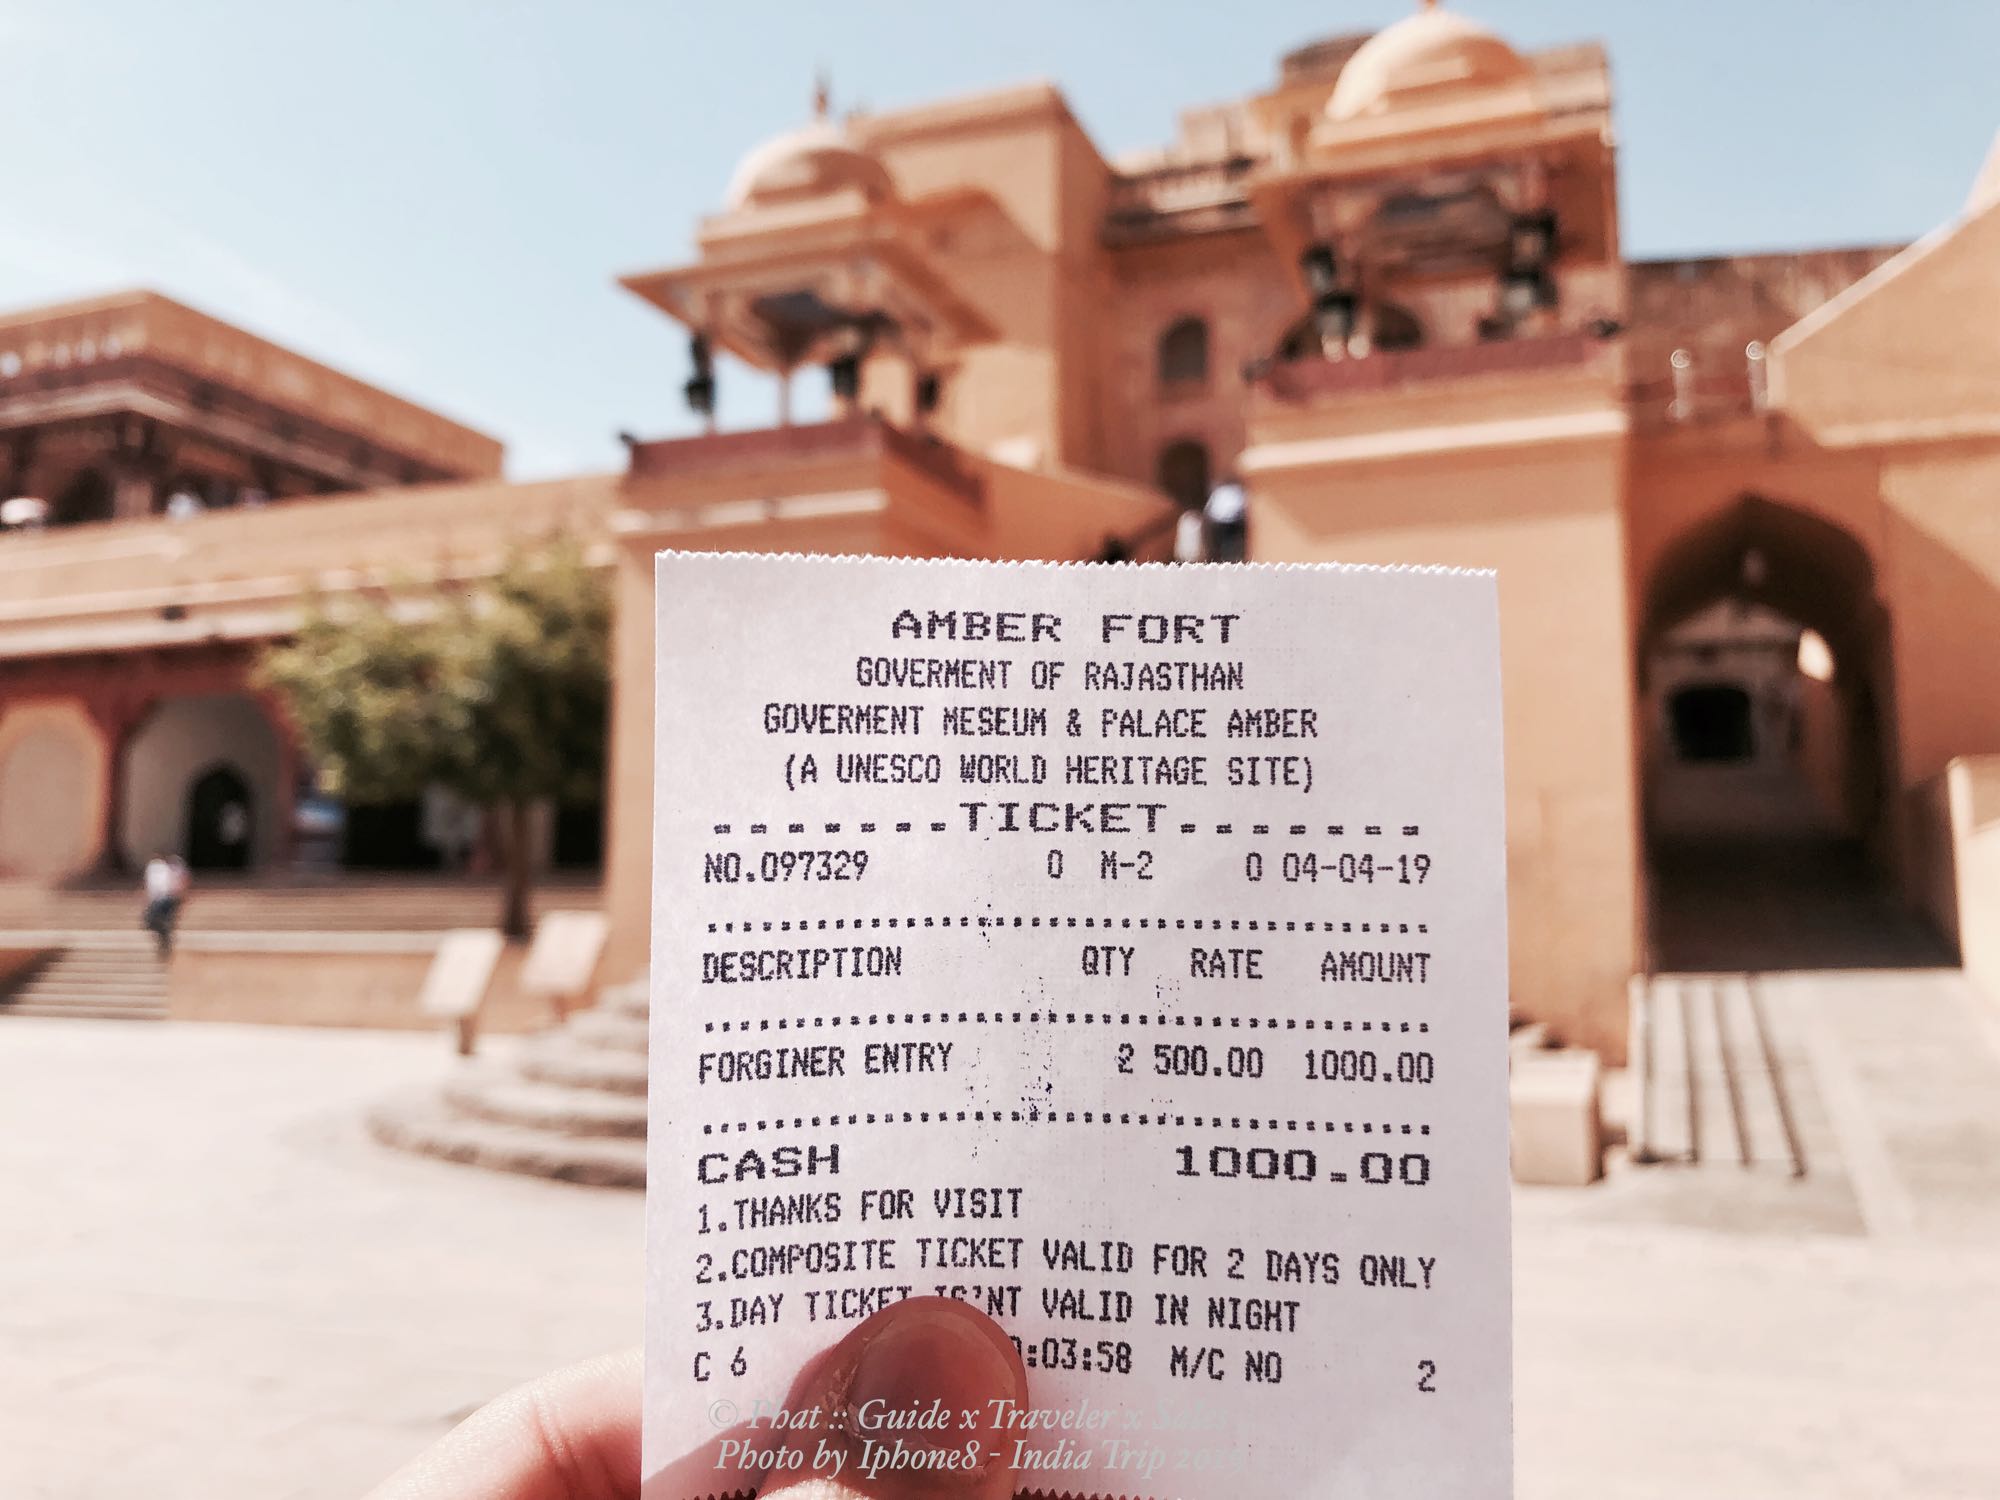 AMBER FORT
GOVERMENT OF RAJASTHAN
GOVERMENT MESEUM & PALACE AMBER
(A UNESCO WORLD HERITAGE SITE)
-------TICKET-------
NO.097329 0 M-2 0 04-04-19
DESCRIPTION QTY RATE AMOUNT
FORGINER ENTRY 2 500.00 1000.00
CASH 1000.00
1.THANKS FOR VISIT
2.COMPOSITE TICKET VALID FOR 2 DAYS ONLY
3.DAY TICKET IS'NT VALID IN NIGHT
C 6 :03:58 M/C NO 2
© Phat :: Guide x Traveler x Sales
Photo by Iphone8 - India Trip 2019